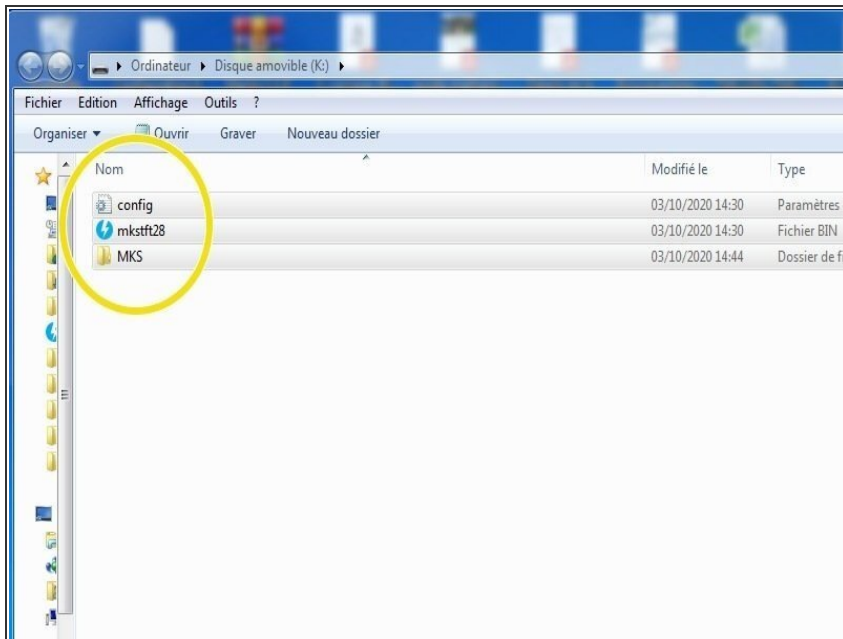 Ordinateur ▸ Disque amovible (K:) ▸
Fichier Edition Affichage Outils ?
Organiser ▾ Ouvrir Graver Nouveau dossier
Nom Modifié le Type
config 03/10/2020 14:30 Paramètres
mkstft28 03/10/2020 14:30 Fichier BIN
MKS 03/10/2020 14:44 Dossier de fi